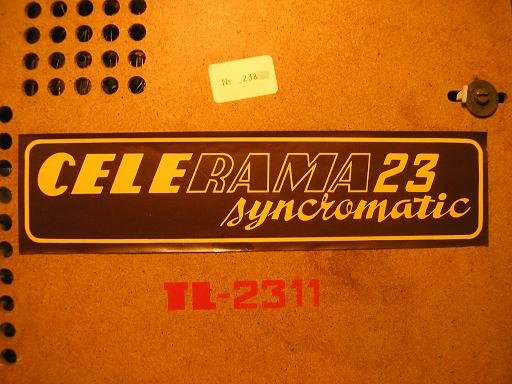 No 238
CELERAMA 23
syncromatic
TL-2311